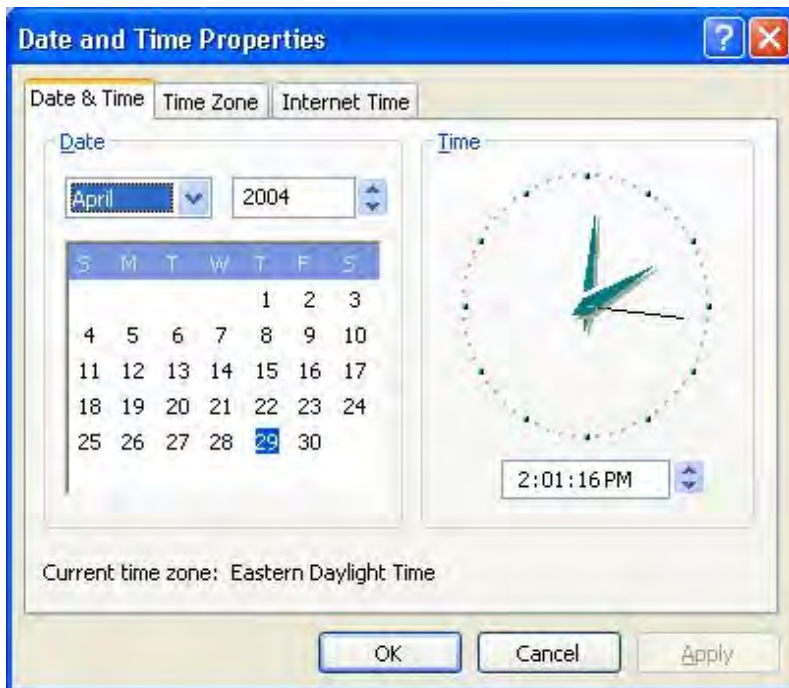 Date and Time Properties
Date & Time Time Zone Internet Time
Date
April 2004
S M T W T F S
1 2 3
4 5 6 7 8 9 10
11 12 13 14 15 16 17
18 19 20 21 22 23 24
25 26 27 28 29 30
Time
2:01:16 PM
Current time zone: Eastern Daylight Time
OK Cancel Apply